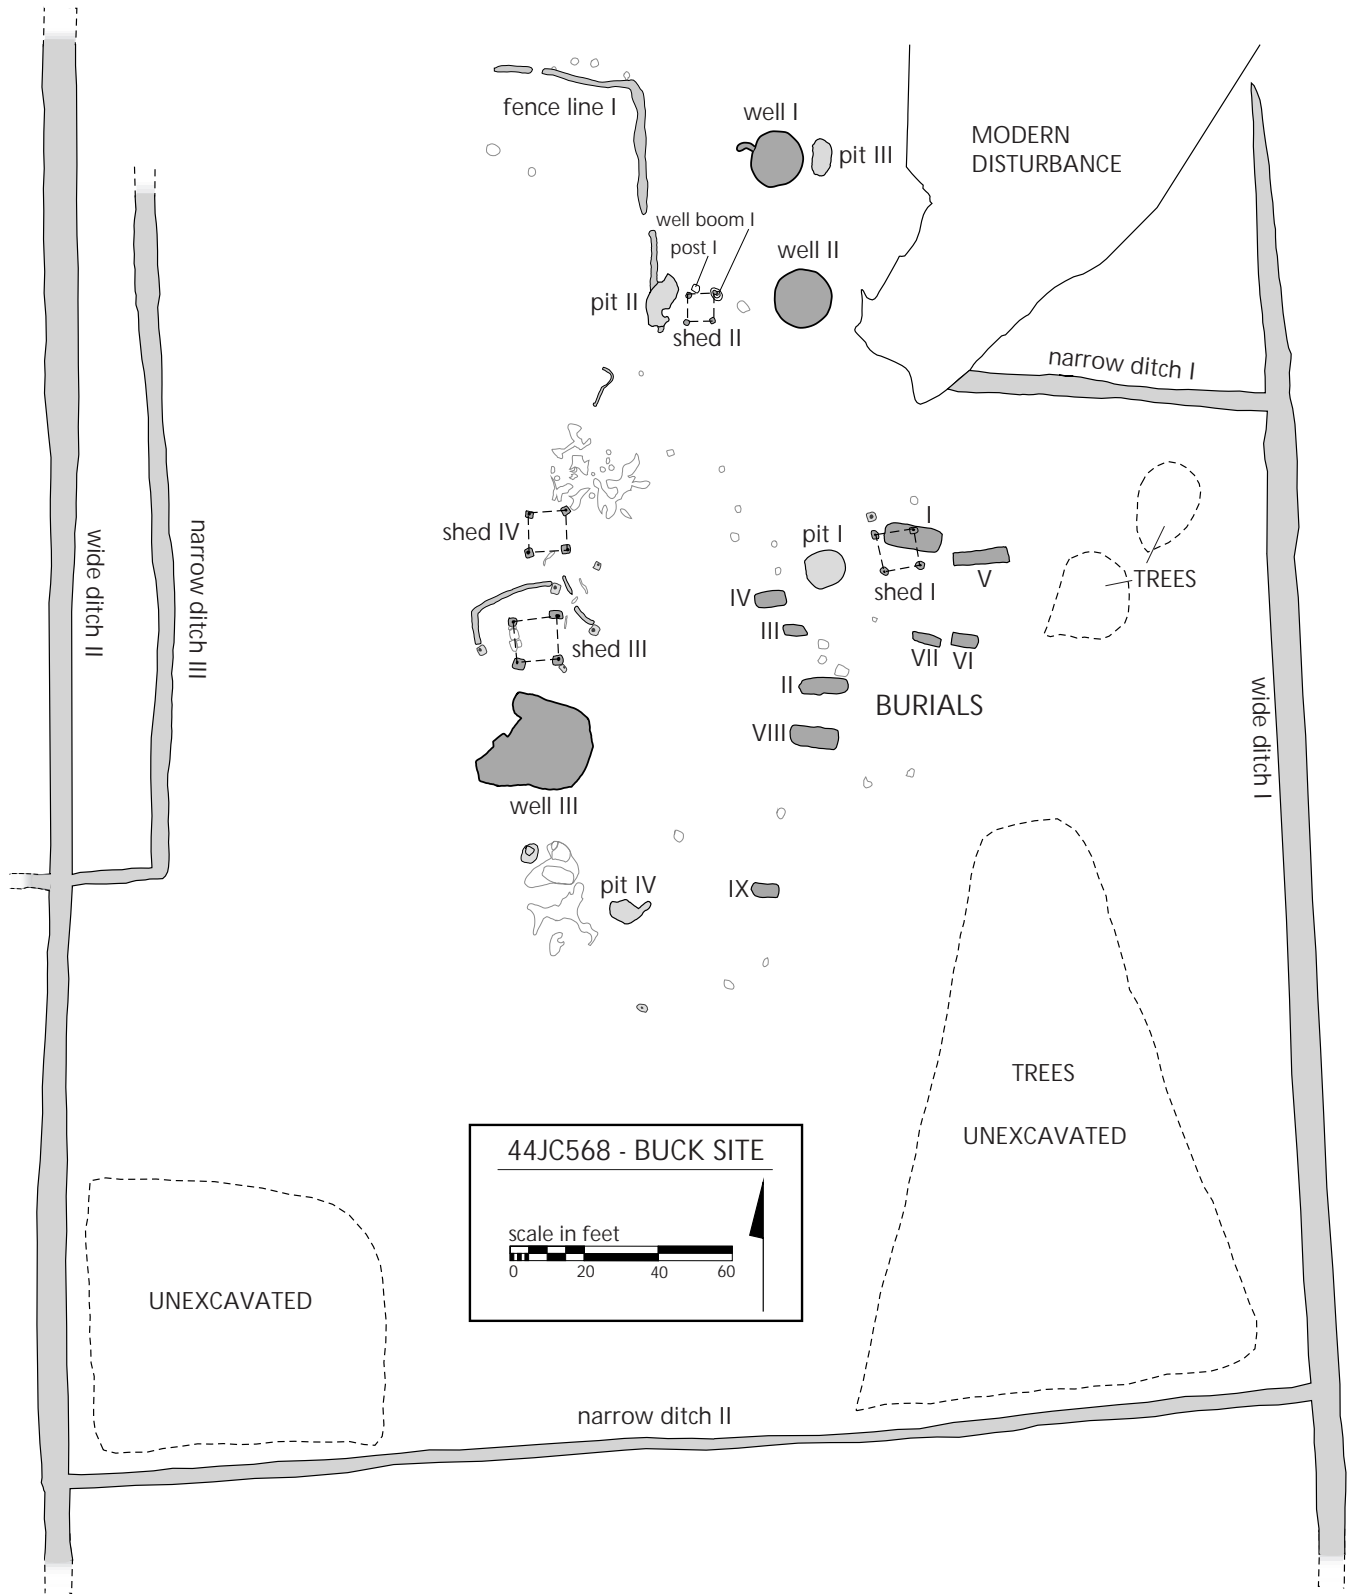 fence line I
well I
pit III
MODERN
DISTURBANCE
well boom I
post I
well II
pit II
shed II
narrow ditch I
wide ditch II
narrow ditch III
shed IV
pit I
I
V
TREES
shed I
IV
III
VII
VI
shed III
II
BURIALS
VIII
wide ditch I
well III
pit IV
IX
TREES
UNEXCAVATED
44JC568 - BUCK SITE
scale in feet
0 20 40 60
UNEXCAVATED
narrow ditch II